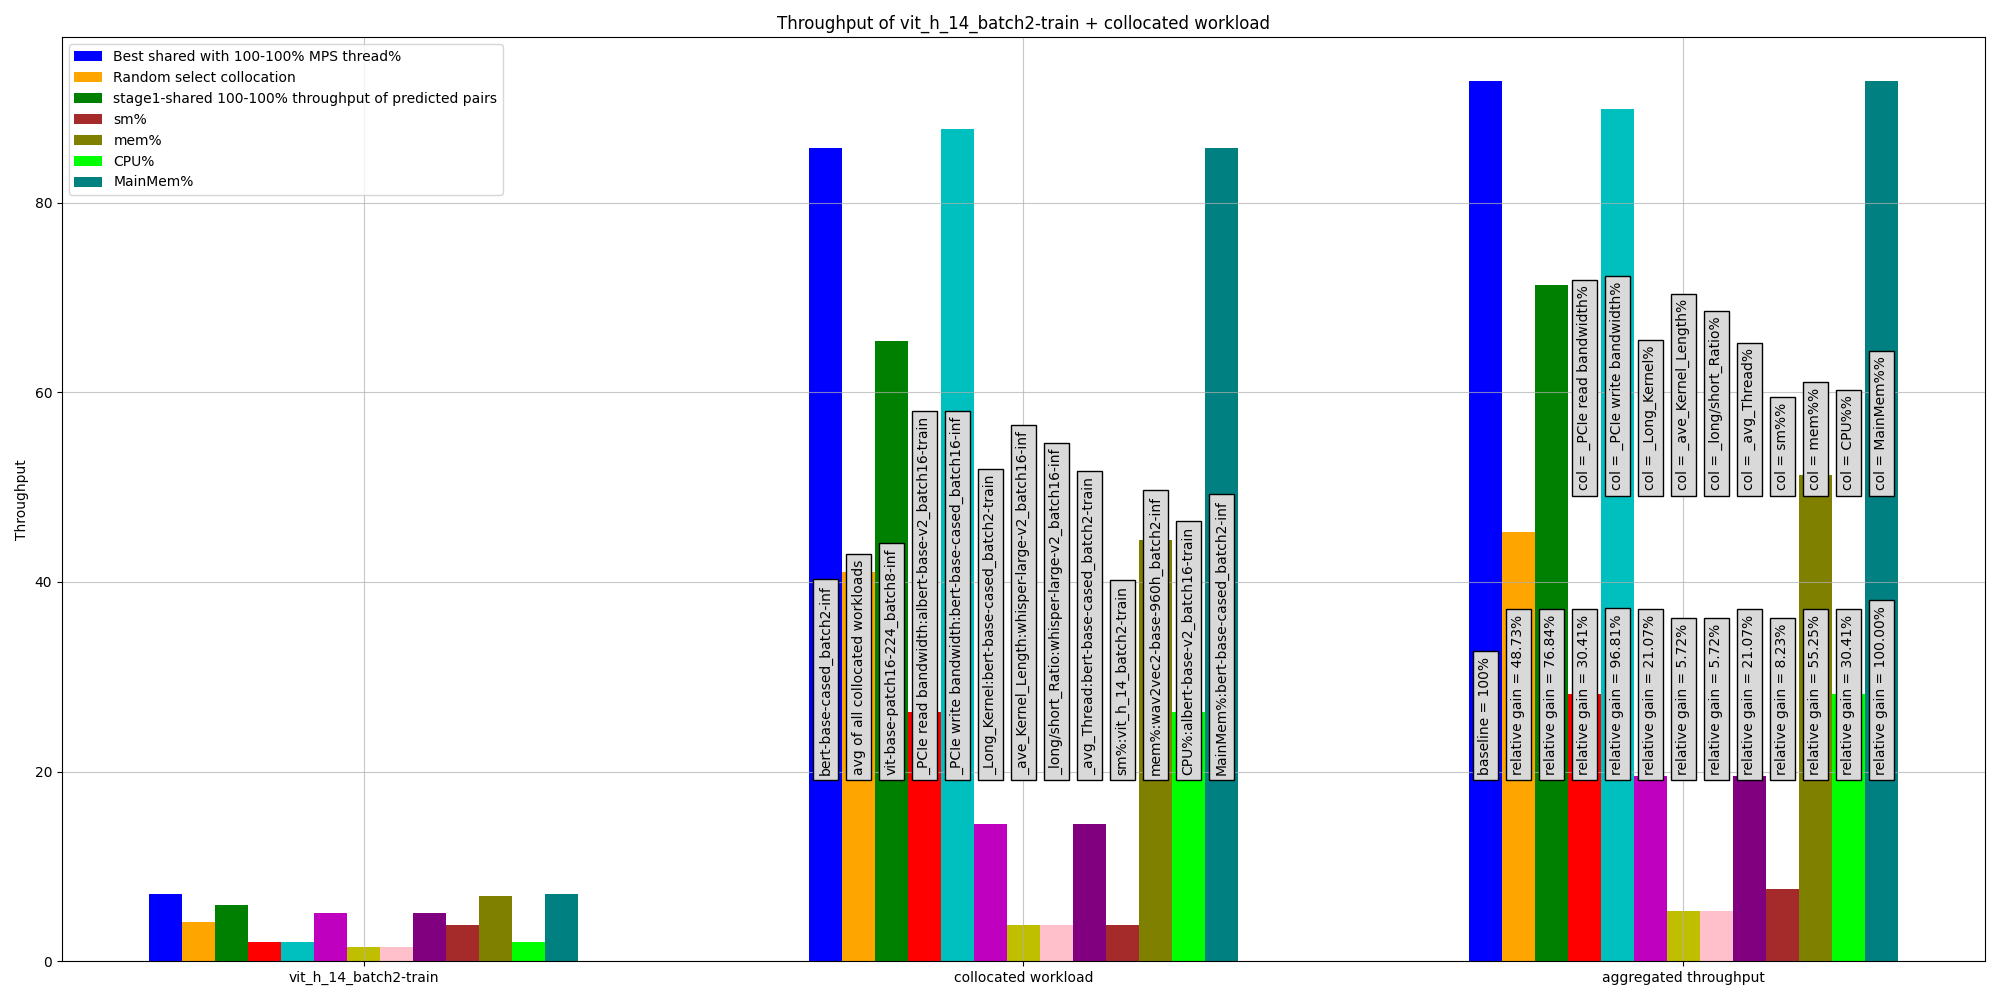 Throughput of vit_h_14_batch2-train + collocated workload
Best shared with 100-100% MPS thread%
Random select collocation
stage1-shared 100-100% throughput of predicted pairs
sm%
mem%
CPU%
MainMem%
Throughput
80
60
40
20
0
bert-base-cased_batch2-inf
avg of all collocated workloads
vit-base-patch16-224_batch8-inf
_PCIe read bandwidth:albert-base-v2_batch16-train
_PCIe write bandwidth:bert-base-cased_batch16-inf
_Long_Kernel:bert-base-cased_batch2-train
_ave_Kernel_Length:whisper-large-v2_batch16-inf
_long/short_Ratio:whisper-large-v2_batch16-inf
_avg_Thread:bert-base-cased_batch2-train
sm%:vit_h_14_batch2-train
mem%:wav2vec2-base-960h_batch2-inf
CPU%:albert-base-v2_batch16-train
MainMem%:bert-base-cased_batch2-inf
col = _PCIe read bandwidth%
col = _PCIe write bandwidth%
col = _Long_Kernel%
col = _ave_Kernel_Length%
col = _long/short_Ratio%
col = _avg_Thread%
col = sm%%
col = mem%%
col = CPU%%
col = MainMem%%
baseline = 100%
relative gain = 48.73%
relative gain = 76.84%
relative gain = 30.41%
relative gain = 96.81%
relative gain = 21.07%
relative gain = 5.72%
relative gain = 5.72%
relative gain = 21.07%
relative gain = 8.23%
relative gain = 55.25%
relative gain = 30.41%
relative gain = 100.00%
vit_h_14_batch2-train
collocated workload
aggregated throughput